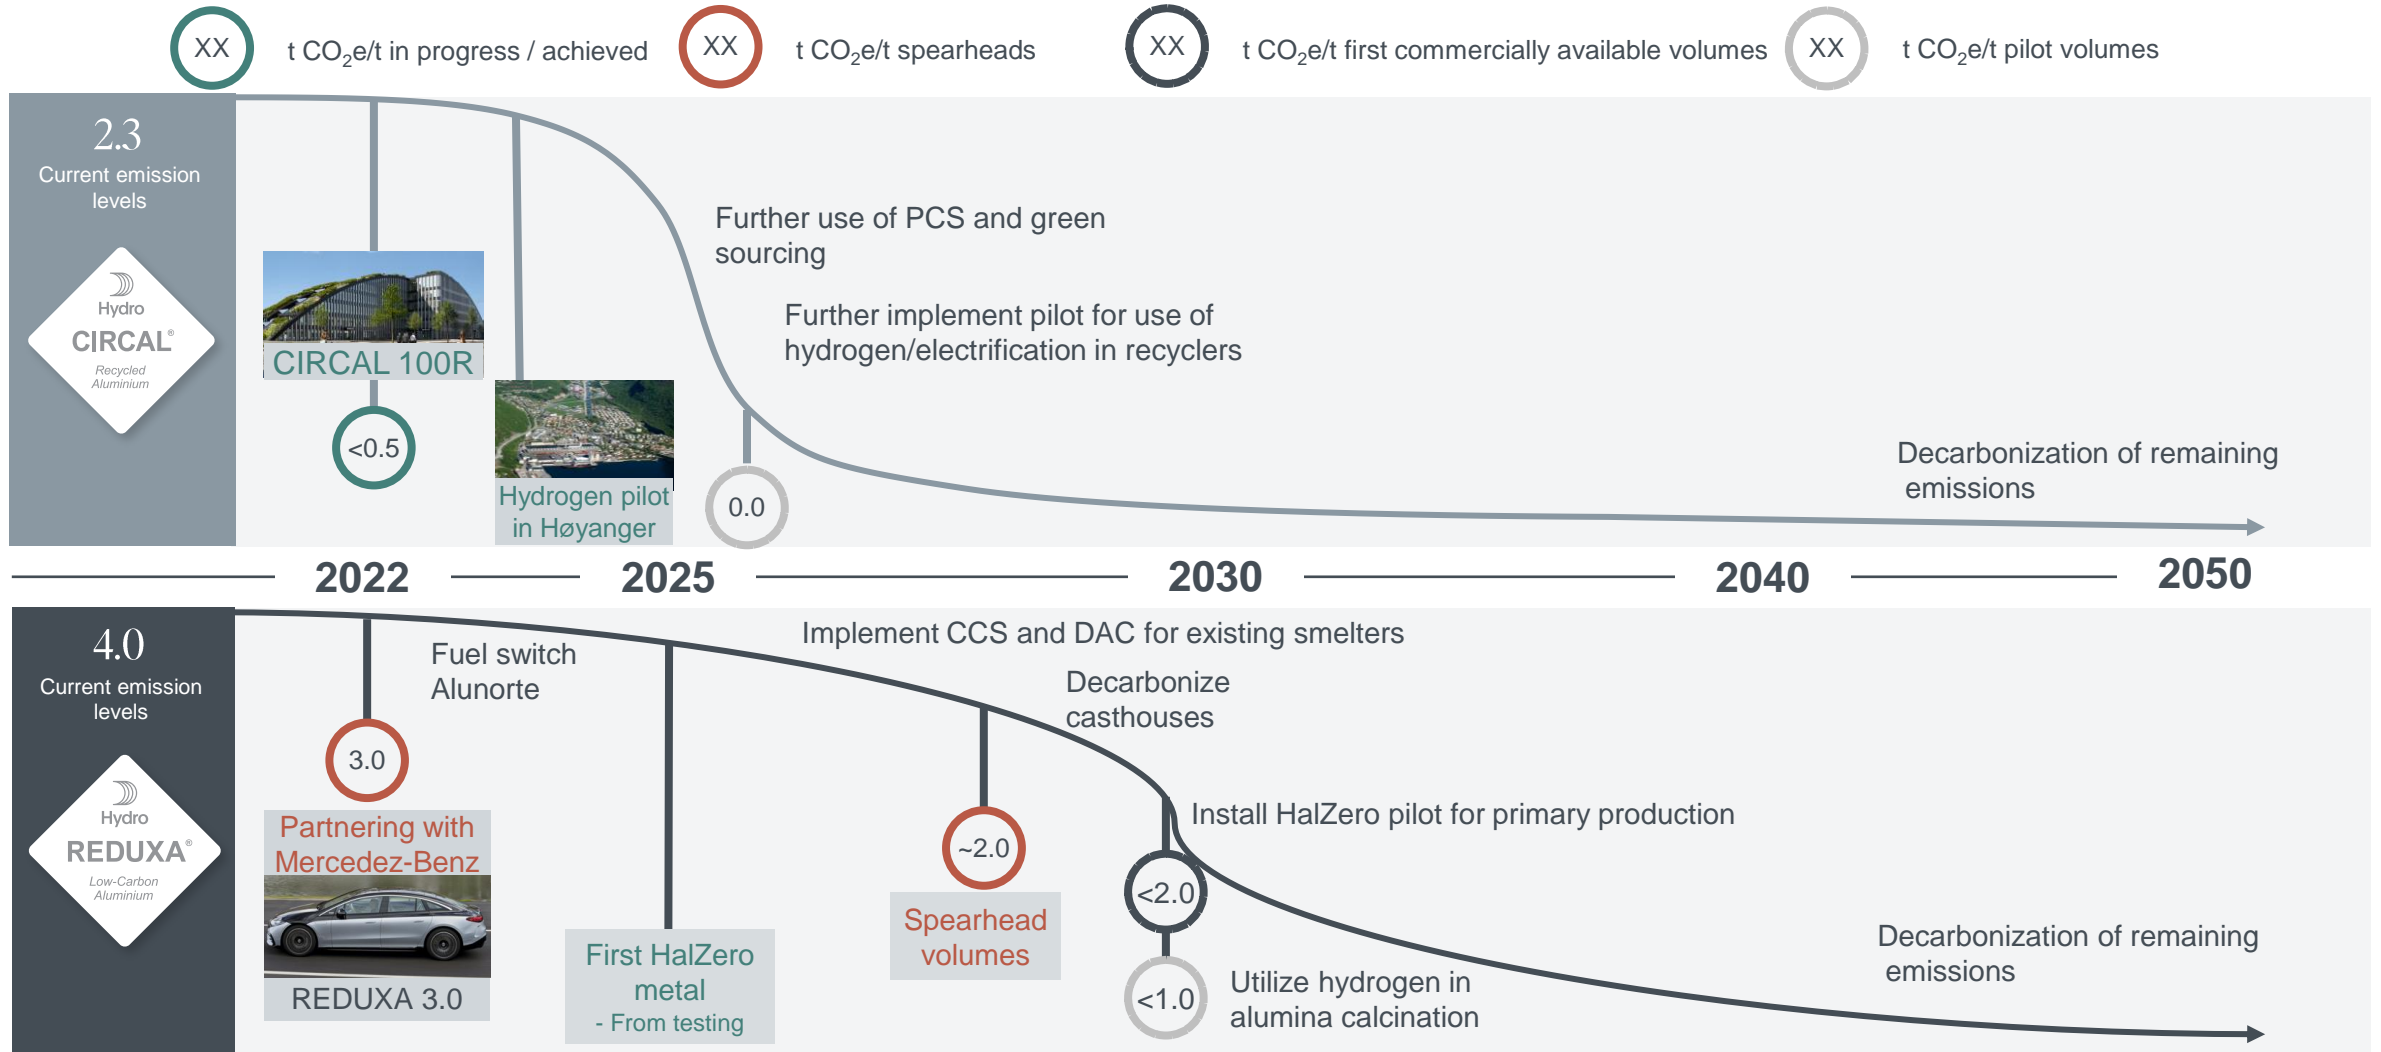 XX t CO₂e/t in progress / achieved
XX t CO₂e/t spearheads
XX t CO₂e/t first commercially available volumes
XX t CO₂e/t pilot volumes
2.3
Current emission
levels
Hydro
CIRCAL®
Recycled
Aluminium
CIRCAL 100R
<0.5
Hydrogen pilot
in Høyanger
Further use of PCS and green
sourcing
Further implement pilot for use of
hydrogen/electrification in recyclers
0.0
Decarbonization of remaining
emissions
2022 2025 2030 2040 2050
4.0
Current emission
levels
Hydro
REDUXA®
Low-Carbon
Aluminium
3.0
Partnering with
Mercedez-Benz
REDUXA 3.0
Fuel switch
Alunorte
First HalZero
metal
- From testing
Implement CCS and DAC for existing smelters
Decarbonize
casthouses
~2.0
Spearhead
volumes
Install HalZero pilot for primary production
<2.0
<1.0
Utilize hydrogen in
alumina calcination
Decarbonization of remaining
emissions